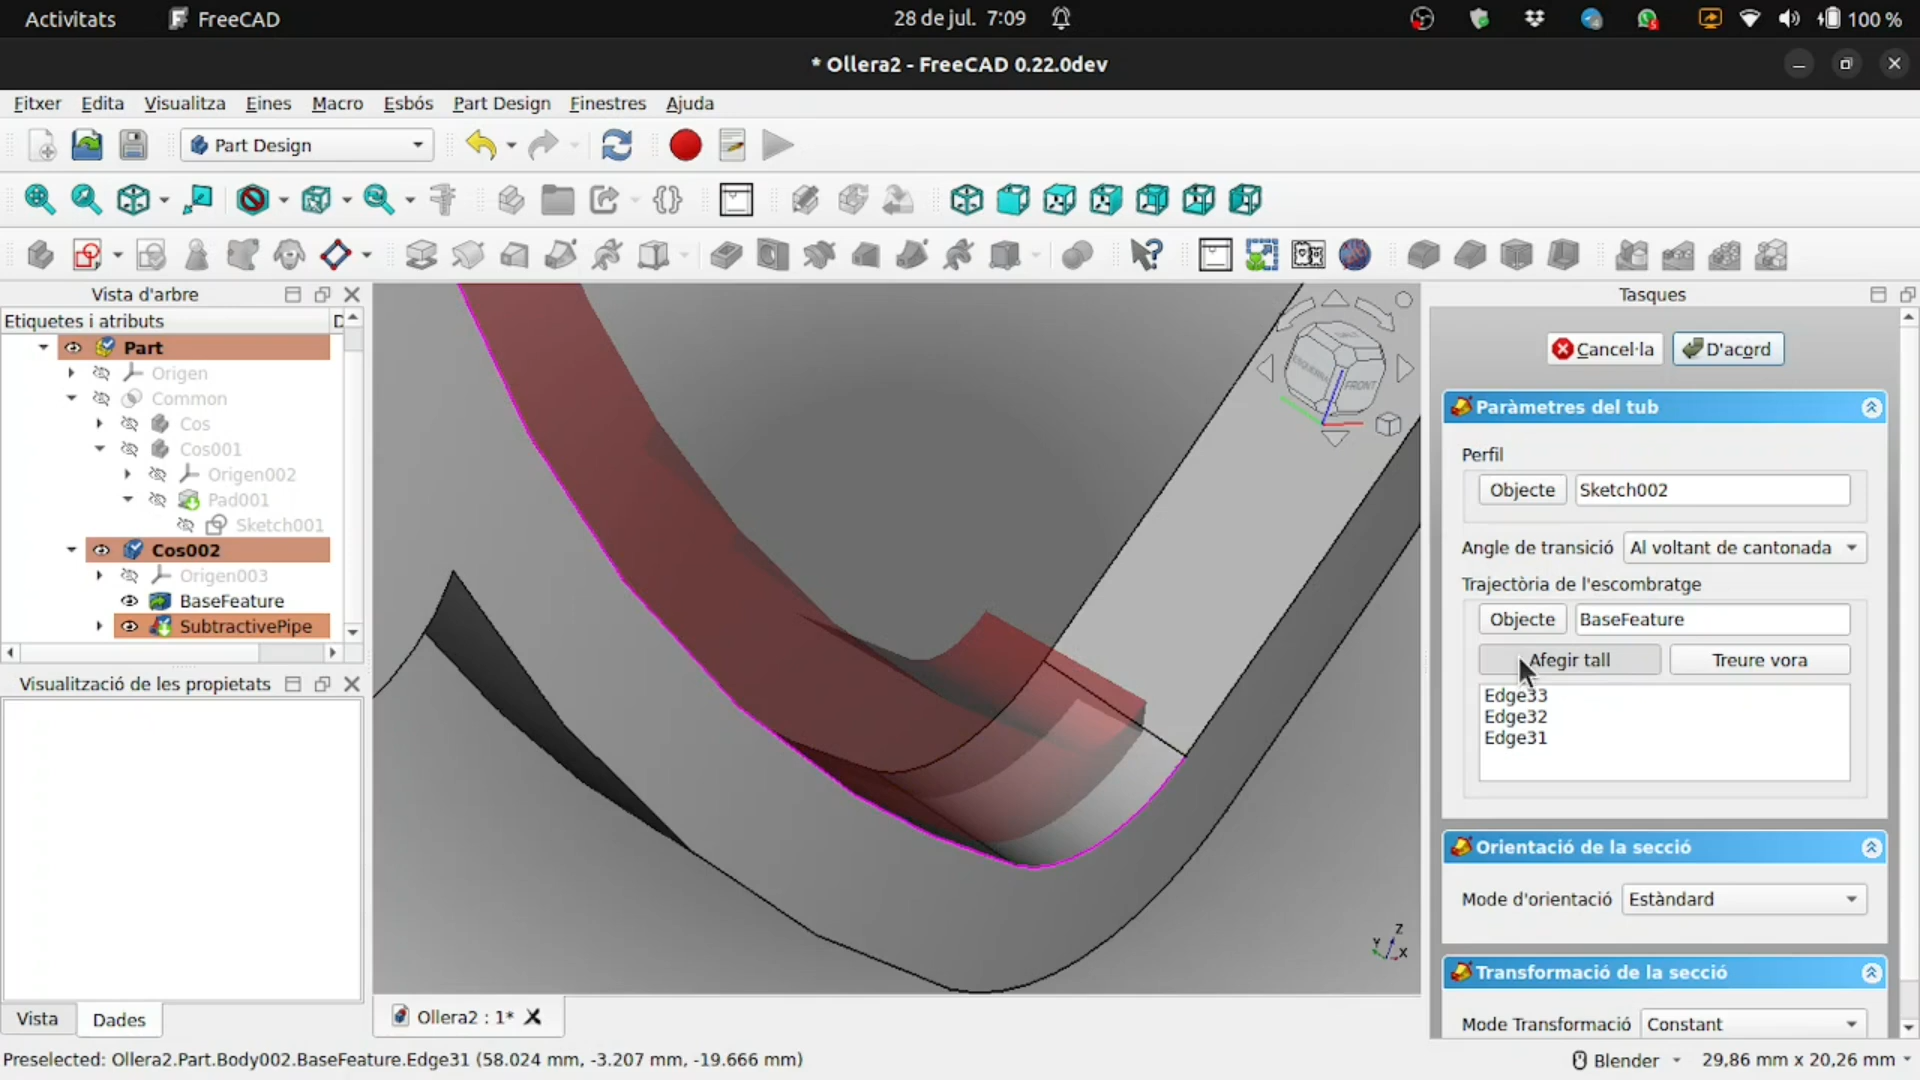 Activitats
FreeCAD
28 de jul. 7:09
100 %
* Ollera2 - FreeCAD 0.22.0dev
Fitxer Edita Visualitza Eines Macro Esbós Part Design Finestres Ajuda
Part Design
Vista d'arbre
Etiquetes i atributs
D
Part
Origen
Common
Cos
Cos001
Origen002
Pad001
Sketch001
Cos002
Origen003
BaseFeature
SubtractivePipe
Visualització de les propietats
Vista
Dades
FRONT
Z
Y
X
Ollera2 : 1*
Tasques
Cancel·la
D'acord
Paràmetres del tub
Perfil
Objecte
Sketch002
Angle de transició
Al voltant de cantonada
Trajectòria de l'escombratge
Objecte
BaseFeature
Afegir tall
Treure vora
Edge33
Edge32
Edge31
Orientació de la secció
Mode d'orientació
Estàndard
Transformació de la secció
Mode Transformació
Constant
Preselected: Ollera2.Part.Body002.BaseFeature.Edge31 (58.024 mm, -3.207 mm, -19.666 mm)
Blender
29,86 mm x 20,26 mm